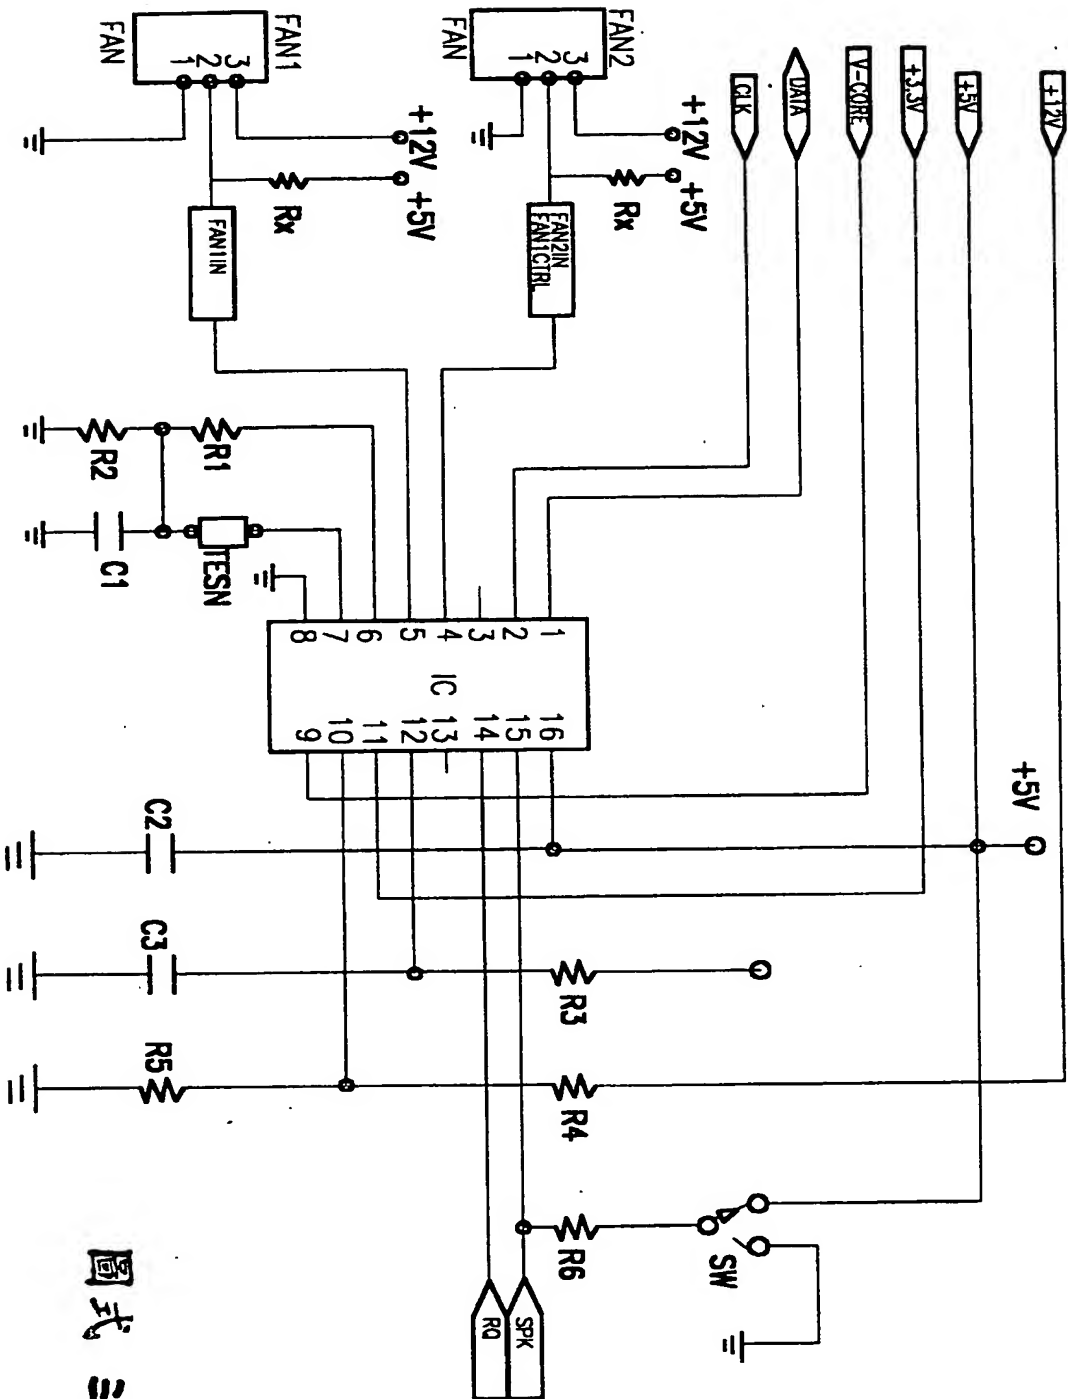 +12V
+5V
+3.3V
V-CORE
DATA
CLK
FAN2
FAN
3
2
1
+12V
+5V
Rx
FAN2IN
FAN1CTRL
FAN1
FAN
3
2
1
+12V
+5V
Rx
FAN1IN
R1
R2
C1
TESN
IC
1
2
3
4
5
6
7
8
16
15
14
13
12
11
10
9
+5V
C2
C3
R3
R5
R4
R6
SW
SPK
RQ
圖式三